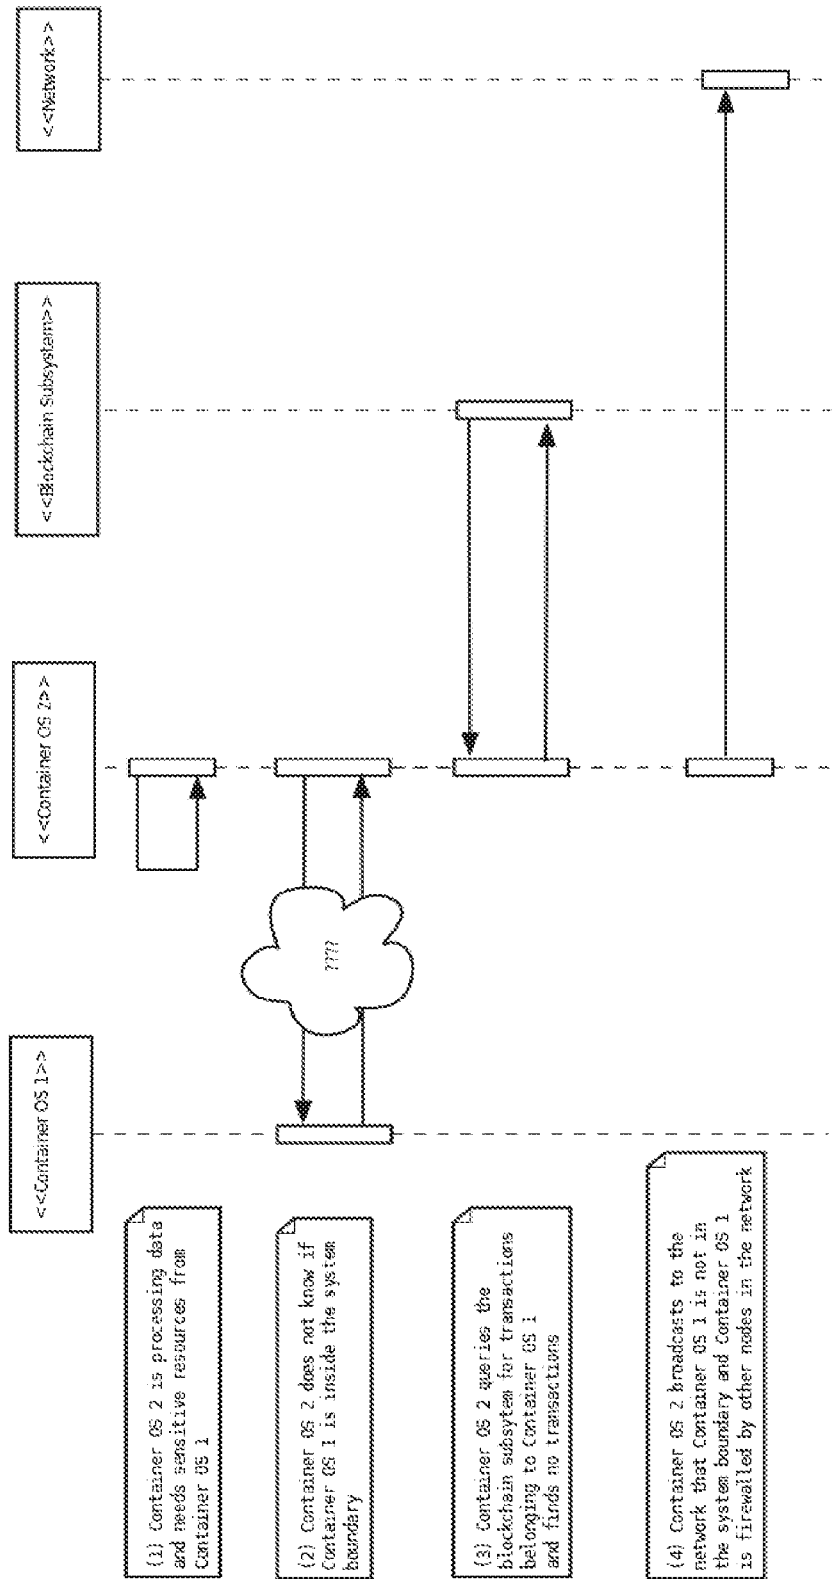 <<Container OS 1>>
<<Container OS 2>>
<<Blockchain Subsystem>>
<<Network>>
(1) Container OS 2 is processing data
and needs sensitive resources from
Container OS 1
(2) Container OS 2 does not know if
Container OS 1 is inside the system
boundary
????
(3) Container OS 2 queries the
blockchain subsytem for transactions
belonging to Container OS 1
and finds no transactions
(4) Container OS 2 broadcasts to the
network that Container OS 1 is not in
the system boundary and Container OS 1
is firewalled by other nodes in the network